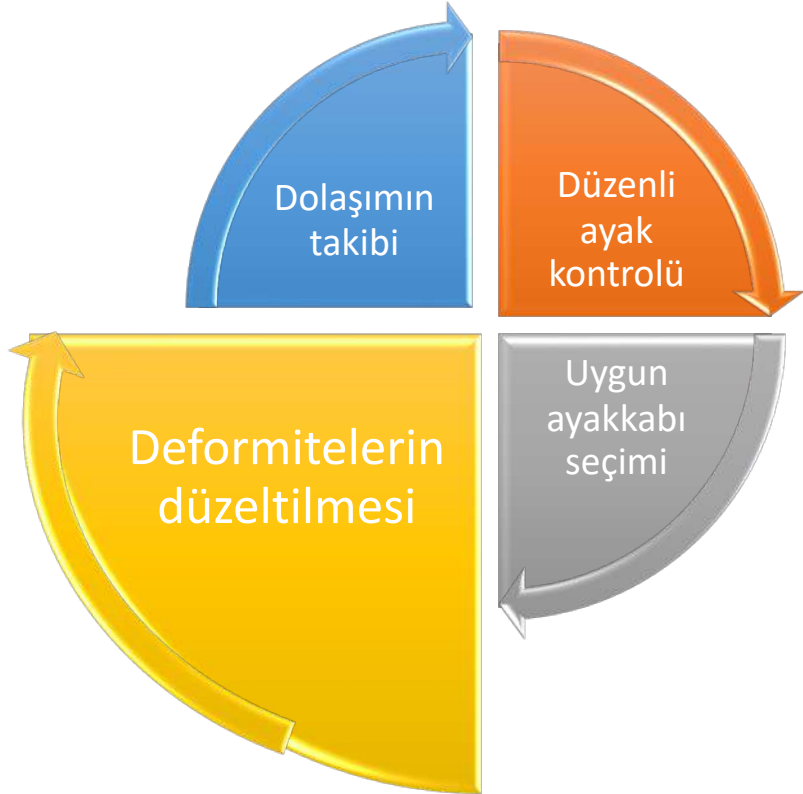 Dolaşımın
takibi
Düzenli
ayak
kontrolü
Uygun
ayakkabı
seçimi
Deformitelerin
düzeltilmesi